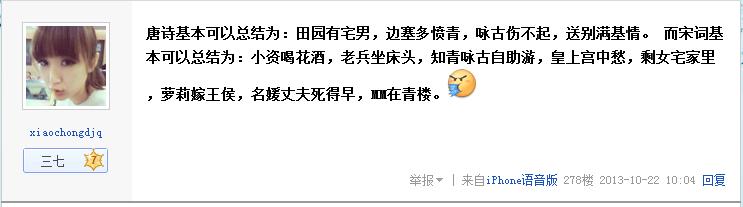 唐诗基本可以总结为：田园有宅男，边塞多愤青，咏古伤不起，送别满基情。 而宋词基
本可以总结为：小资喝花酒，老兵坐床头，知青咏古自助游，皇上宫中愁，剩女宅家里
，萝莉嫁王侯，名媛丈夫死得早，MM在青楼。
xiaochongdjq
三七 7
举报 | 来自iPhone语音版 278楼 2013-10-22 10:04 回复